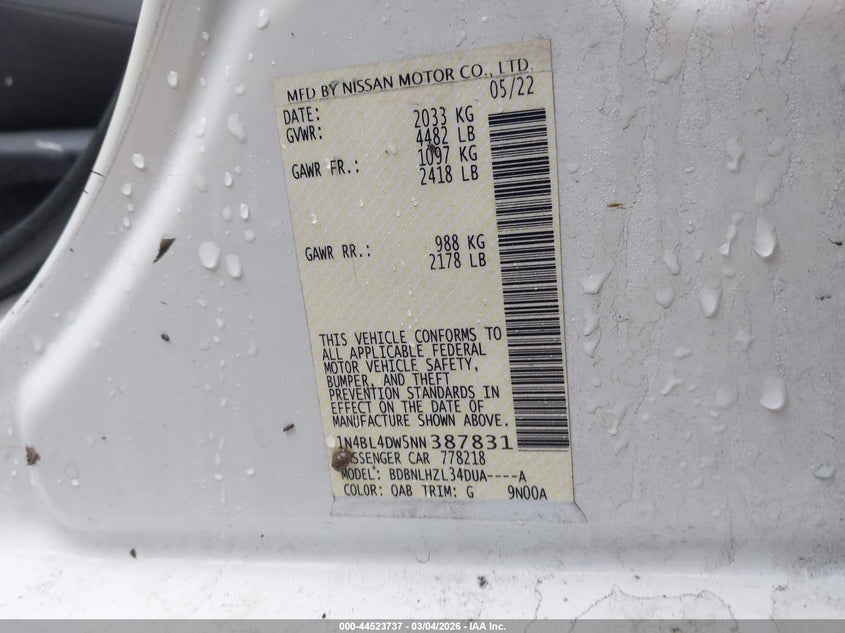 MFD BY NISSAN MOTOR CO., LTD.
DATE: 05/22
GVWR: 2033 KG
4482 LB
GAWR FR.: 1097 KG
2418 LB
GAWR RR.: 988 KG
2178 LB
THIS VEHICLE CONFORMS TO
ALL APPLICABLE FEDERAL
MOTOR VEHICLE SAFETY,
BUMPER, AND THEFT
PREVENTION STANDARDS IN
EFFECT ON THE DATE OF
MANUFACTURE SHOWN ABOVE.
1N4BL4DW5NN387831
PASSENGER CAR 778218
MODEL: BDBNLHZL34DUA----A
COLOR: QAB TRIM: G 9N00A
000-44523737 - 03/04/2026 - IAA Inc.